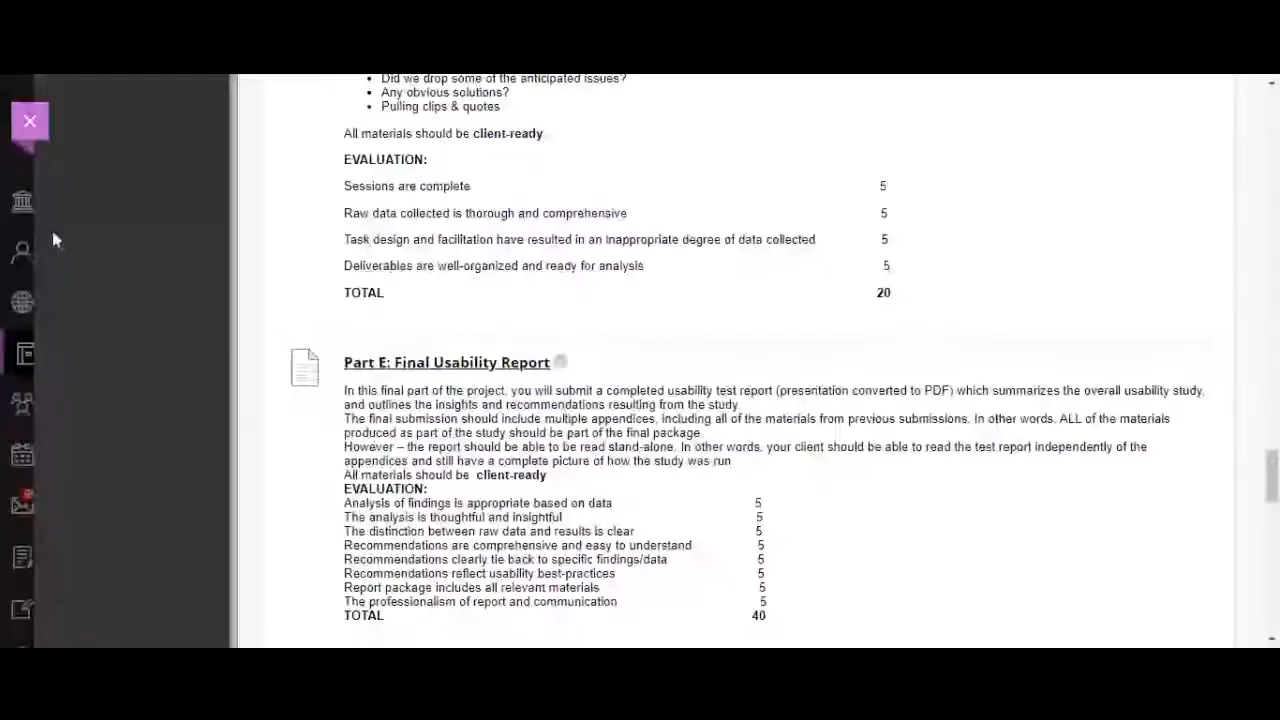 Did we drop some of the anticipated issues?
Any obvious solutions?
Pulling clips & quotes
All materials should be client-ready
EVALUATION:
Sessions are complete 5
Raw data collected is thorough and comprehensive 5
Task design and facilitation have resulted in an inappropriate degree of data collected 5
Deliverables are well-organized and ready for analysis 5
TOTAL 20
Part E: Final Usability Report
In this final part of the project, you will submit a completed usability test report (presentation converted to PDF) which summarizes the overall usability study,
and outlines the insights and recommendations resulting from the study.
The final submission should include multiple appendices, including all of the materials from previous submissions. In other words, ALL of the materials
produced as part of the study should be part of the final package.
However – the report should be able to be read stand-alone. In other words, your client should be able to read the test report independently of the
appendices and still have a complete picture of how the study was run
All materials should be client-ready
EVALUATION:
Analysis of findings is appropriate based on data 5
The analysis is thoughtful and insightful 5
The distinction between raw data and results is clear 5
Recommendations are comprehensive and easy to understand 5
Recommendations clearly tie back to specific findings/data 5
Recommendations reflect usability best-practices 5
Report package includes all relevant materials 5
The professionalism of report and communication 5
TOTAL 40